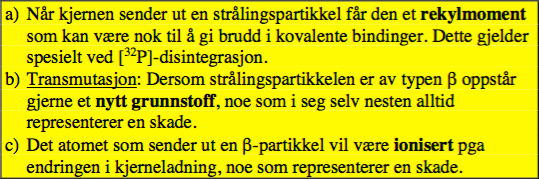 a) Når kjernen sender ut en strålingspartikkel får den et rekylmoment
som kan være nok til å gi brudd i kovalente bindinger. Dette gjelder
spesielt ved [³²P]-disintegrasjon.
b) Transmutasjon: Dersom strålingspartikkelen er av typen β oppstår
gjerne et nytt grunnstoff, noe som i seg selv nesten alltid
representerer en skade.
c) Det atomet som sender ut en β-partikkel vil være ionisert pga
endringen i kjerneladning, noe som representerer en skade.